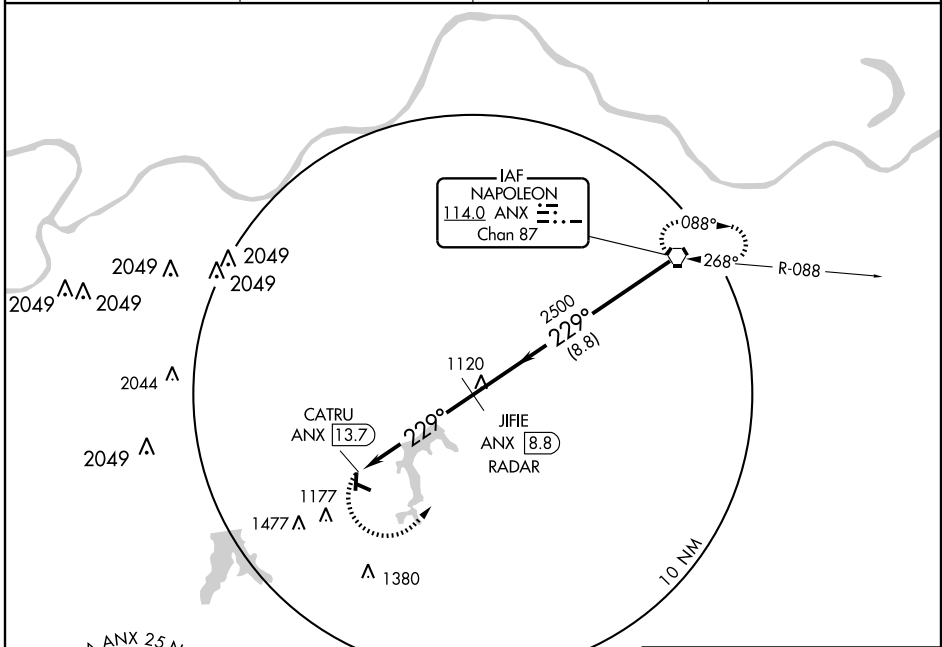 IAF
NAPOLEON
114.0 ANX
Chan 87
088°
268°
R-088
2049
2049
2049
2049
2049
2500
229°
(8.8)
1120
2044
CATRU
ANX 13.7
229°
JIFIE
ANX 8.8
RADAR
2049
1177
1477
1380
10 NM
ANX 25